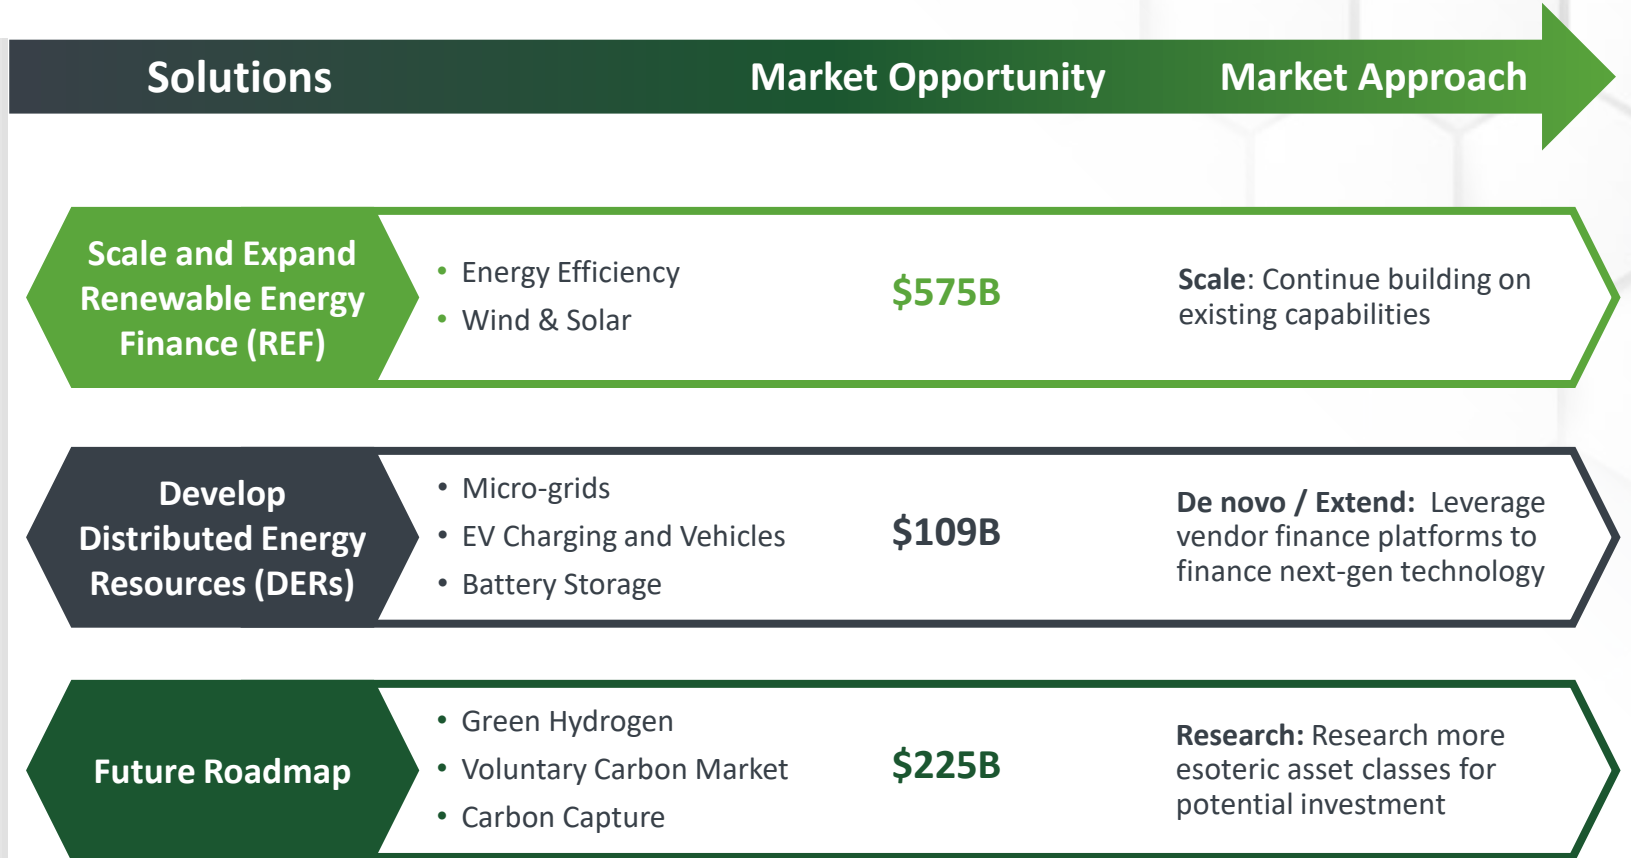 Solutions
Market Opportunity
Market Approach
Scale and Expand
Renewable Energy
Finance (REF)
• Energy Efficiency
• Wind & Solar
$575B
Scale: Continue building on
existing capabilities
Develop
Distributed Energy
Resources (DERs)
• Micro-grids
• EV Charging and Vehicles
• Battery Storage
$109B
De novo / Extend: Leverage
vendor finance platforms to
finance next-gen technology
Future Roadmap
• Green Hydrogen
• Voluntary Carbon Market
• Carbon Capture
$225B
Research: Research more
esoteric asset classes for
potential investment